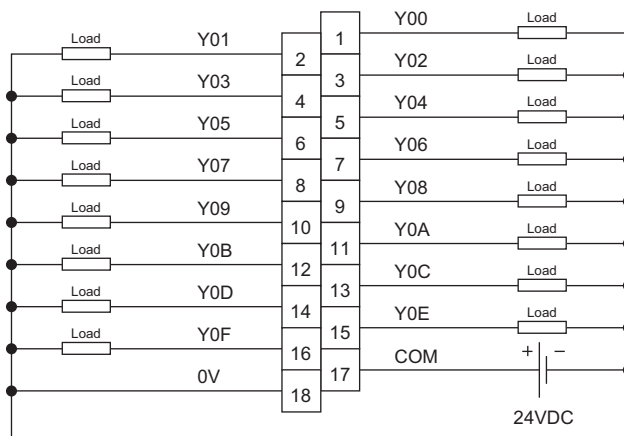 Y00 Load
Load Y01 1
2 Y02 Load
Load Y03 3
4 Y04 Load
Load Y05 5
6 Y06 Load
Load Y07 7
8 Y08 Load
Load Y09 9
10 Y0A Load
Load Y0B 11
12 Y0C Load
Load Y0D 13
14 Y0E Load
Load Y0F 15
16 COM + −
0V 17
18
24VDC